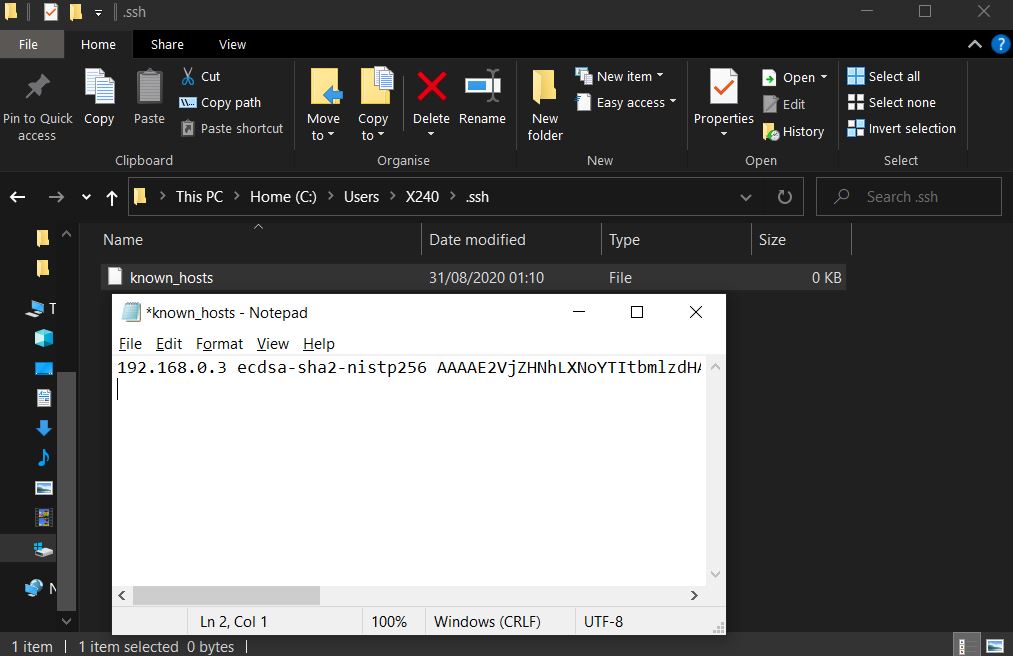 .ssh
File Home Share View
Pin to Quick access
Copy
Paste
Cut
Copy path
Paste shortcut
Clipboard
Move to
Copy to
Delete
Rename
Organise
New folder
New item
Easy access
New
Properties
Open
Edit
History
Open
Select all
Select none
Invert selection
Select
This PC > Home (C:) > Users > X240 > .ssh
Search .ssh
Name Date modified Type Size
known_hosts 31/08/2020 01:10 File 0 KB
T
N
*known_hosts - Notepad
File Edit Format View Help
192.168.0.3 ecdsa-sha2-nistp256 AAAAE2VjZHNhLXNoYTItbmlzdHA
Ln 2, Col 1 100% Windows (CRLF) UTF-8
1 item 1 item selected 0 bytes